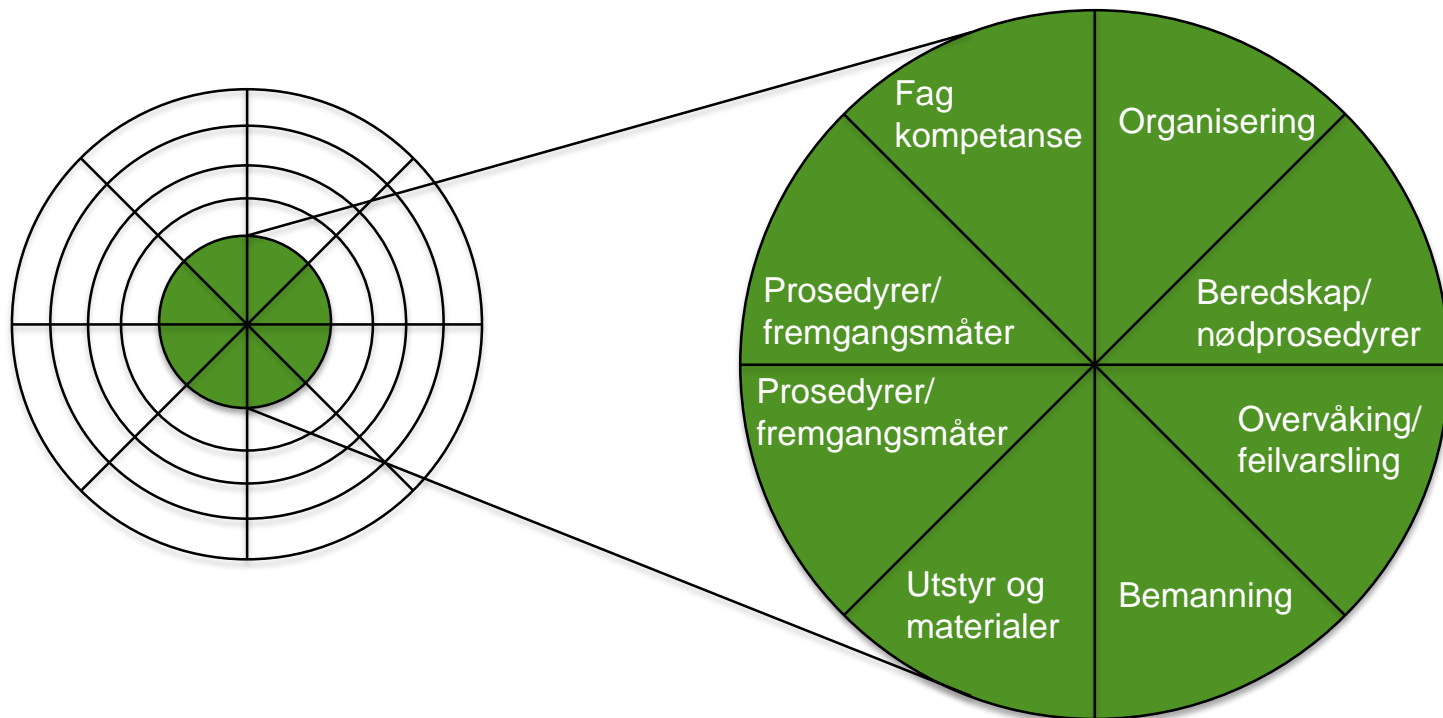 Fag
kompetanse
Organisering
Prosedyrer/
fremgangsmåter
Beredskap/
nødprosedyrer
Prosedyrer/
fremgangsmåter
Overvåking/
feilvarsling
Utstyr og
materialer
Bemanning